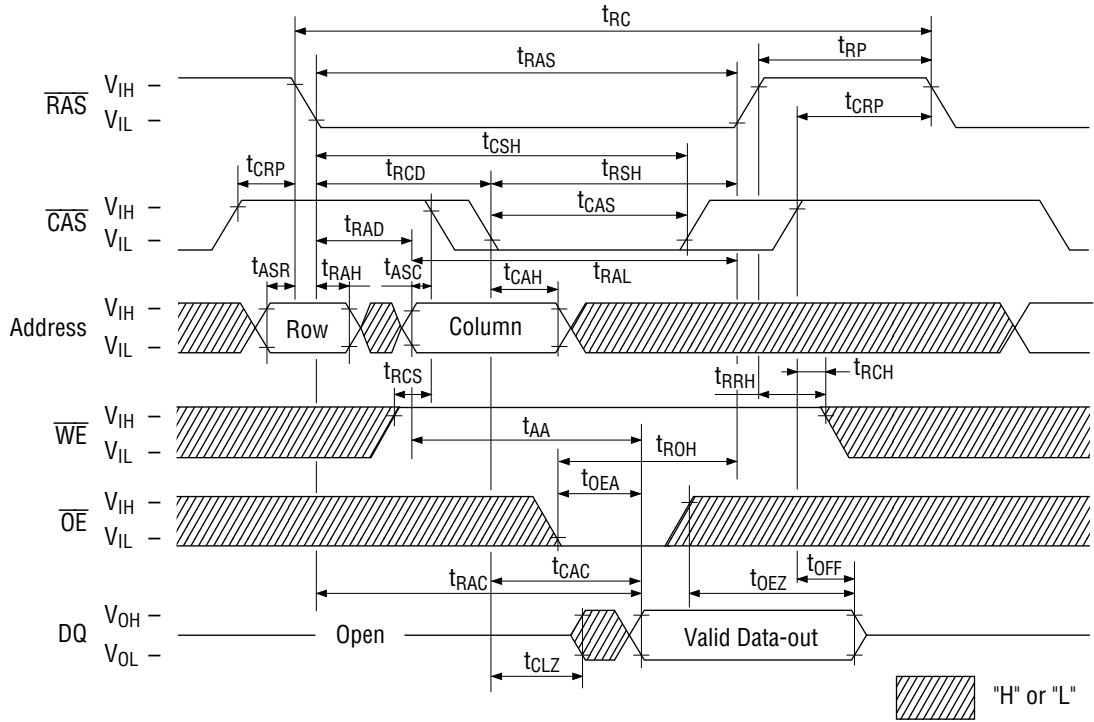 tRC
tRAS
tRP
VIH –
RAS
VIL –
tCRP
tCSH
tCRP
tRCD
tRSH
VIH –
CAS
VIL –
tCAS
tRAD
tRAL
tASR
tRAH
tASC
tCAH
VIH –
Address
VIL –
Row
Column
tRCS
tRRH
tRCH
VIH –
WE
VIL –
tAA
tROH
tOEA
VIH –
OE
VIL –
tCAC
tRAC
tOEZ
tOFF
VOH –
DQ
VOL –
Open
Valid Data-out
tCLZ
"H" or "L"